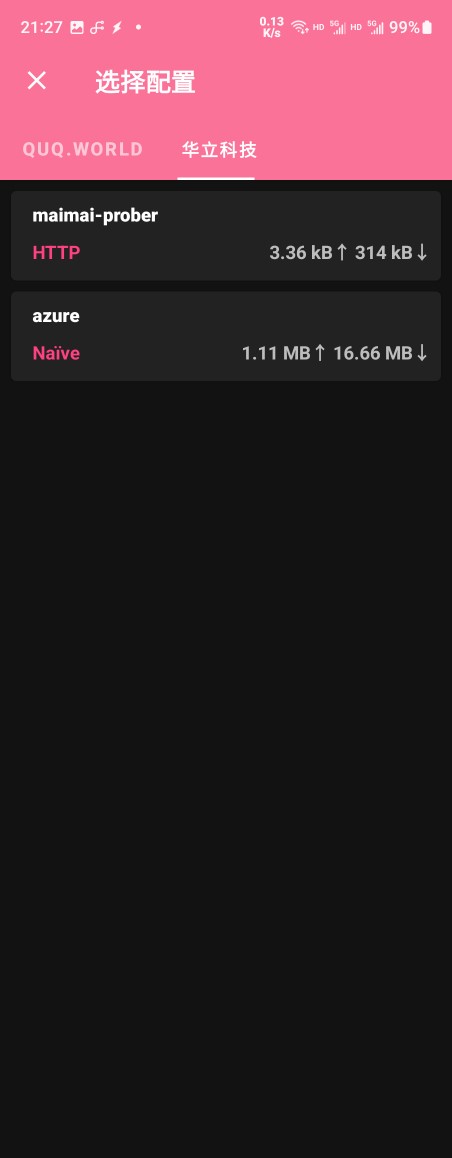 21:27
0.13 K/s HD 5G HD 5G 99%
选择配置
QUQ.WORLD 华立科技
maimai-prober
HTTP 3.36 kB↑ 314 kB↓
azure
Naïve 1.11 MB↑ 16.66 MB↓